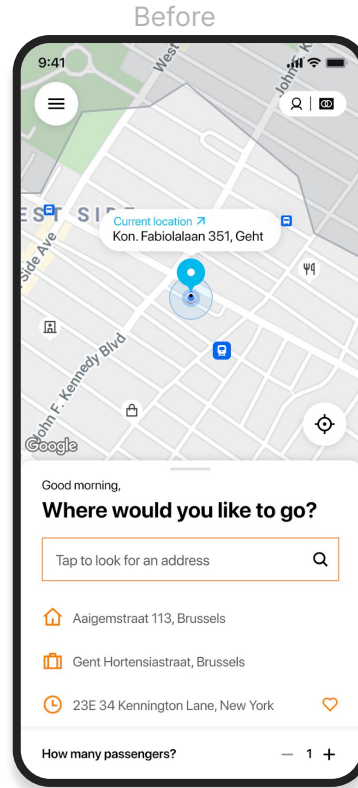 Before
9:41
West
John F. K
EST SIDE
Current location ↗
Kon. Fabiolalaan 351, Geht
Side Ave
John F. Kennedy Blvd
Google
Good morning,
Where would you like to go?
Tap to look for an address
Aaigemstraat 113, Brussels
Gent Hortensiastraat, Brussels
23E 34 Kennington Lane, New York
How many passengers?
— 1 +